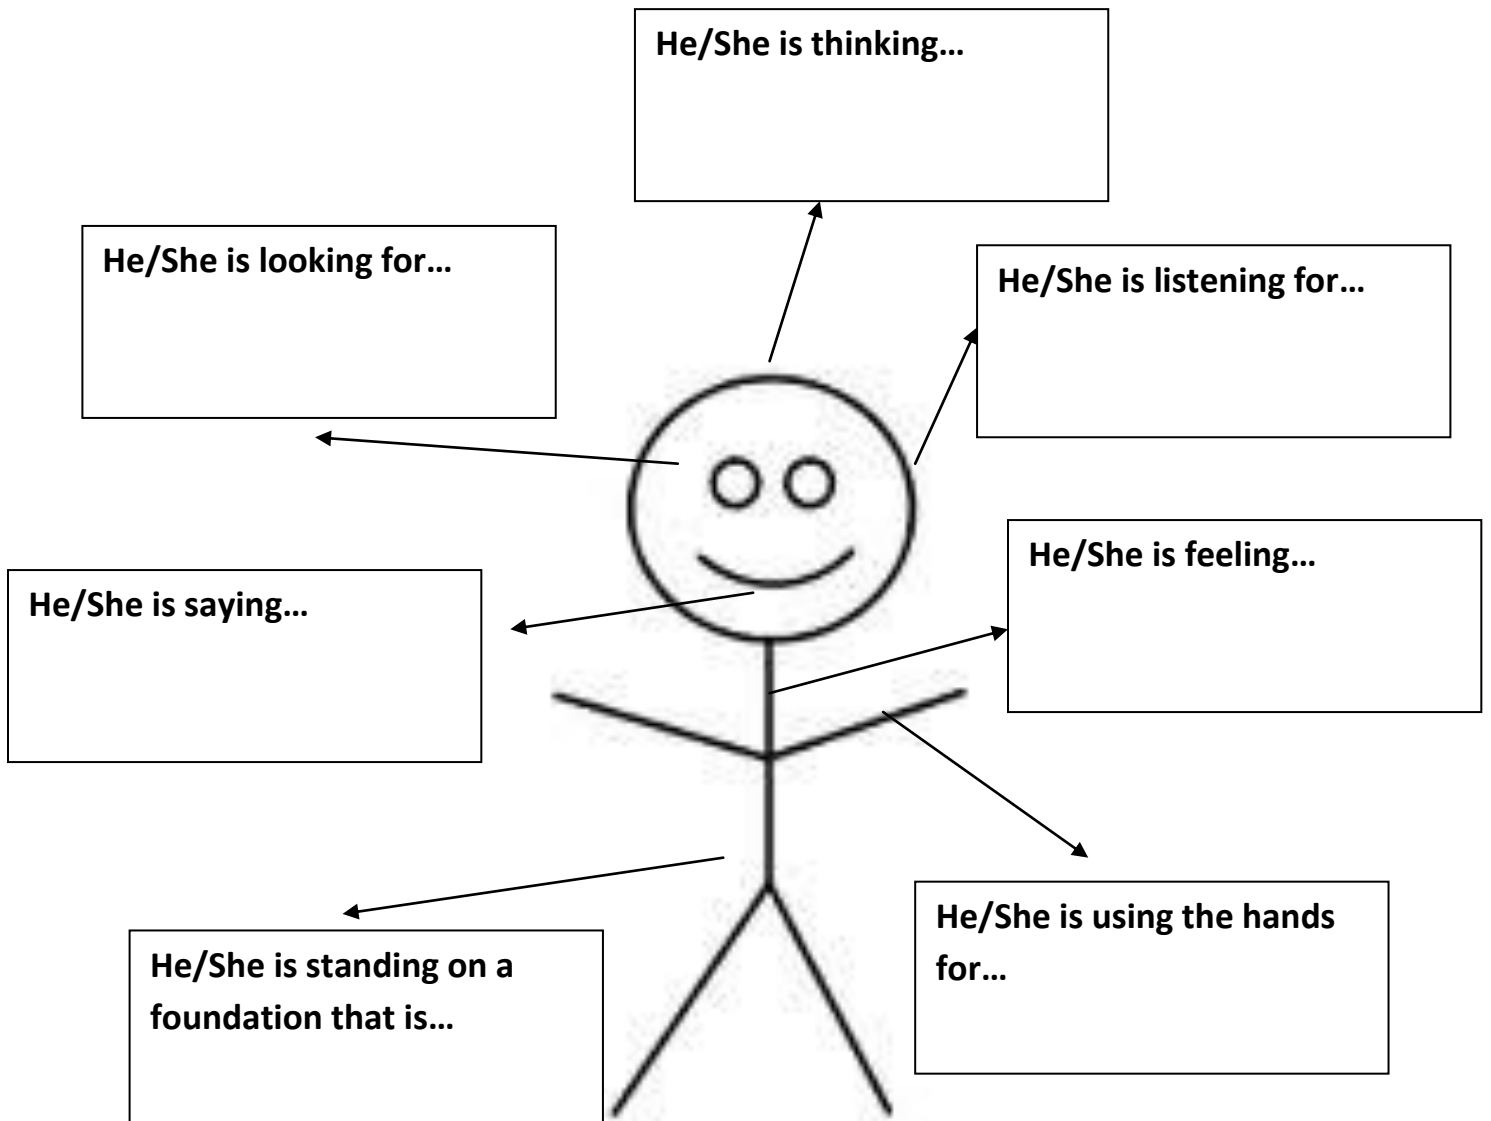 He/She is thinking…
He/She is looking for…
He/She is listening for…
He/She is feeling…
He/She is saying…
He/She is using the hands
for…
He/She is standing on a
foundation that is…